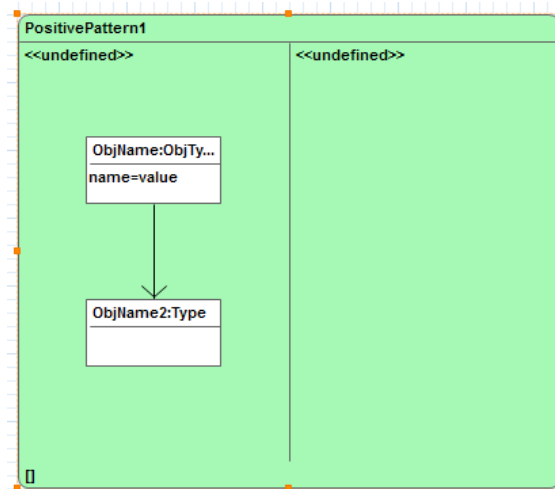 PositivePattern1
<<undefined>>
<<undefined>>
ObjName:ObjTy...
name=value
ObjName2:Type
[]